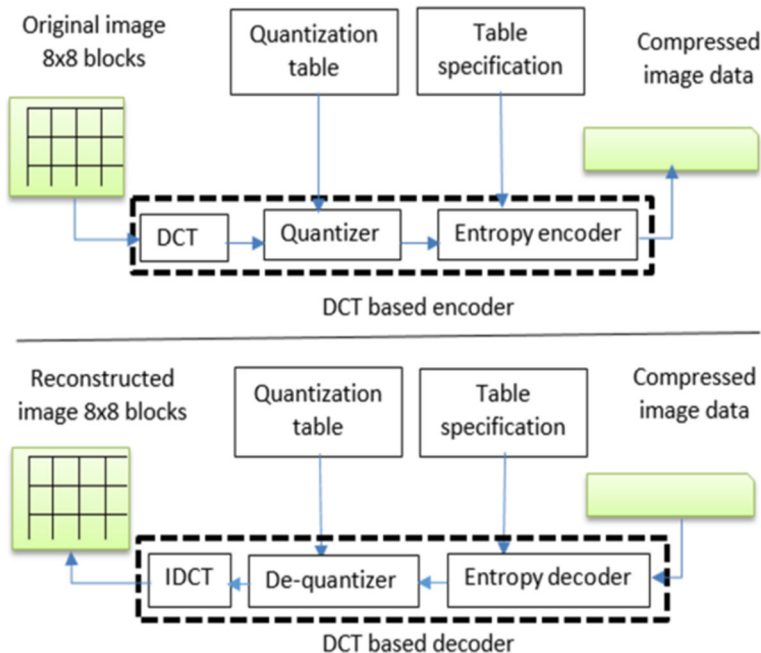 Original image
8x8 blocks
Quantization
table
Table
specification
Compressed
image data
DCT
Quantizer
Entropy encoder
DCT based encoder
Reconstructed
image 8x8 blocks
Quantization
table
Table
specification
Compressed
image data
IDCT
De-quantizer
Entropy decoder
DCT based decoder